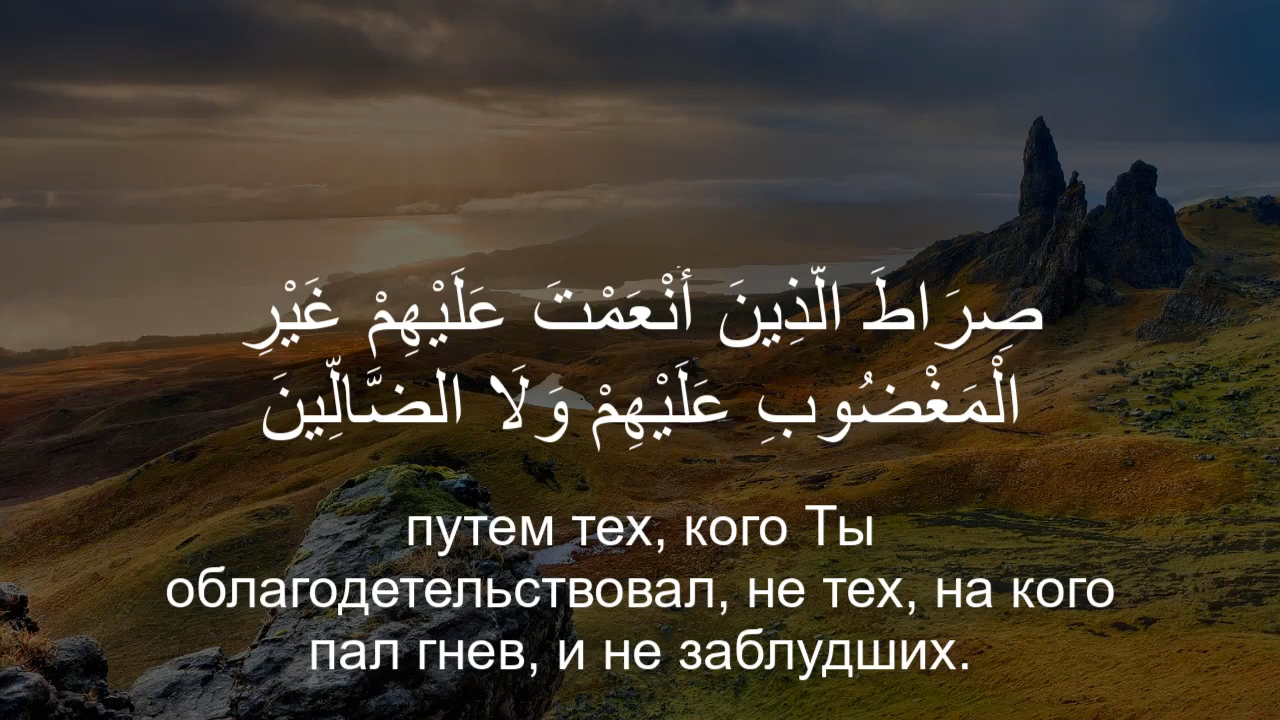 صِرَاطَ الَّذِينَ أَنْعَمْتَ عَلَيْهِمْ غَيْرِ
الْمَغْضُوبِ عَلَيْهِمْ وَلَا الضَّالِّينَ
путем тех, кого Ты
облагодетельствовал, не тех, на кого
пал гнев, и не заблудших.